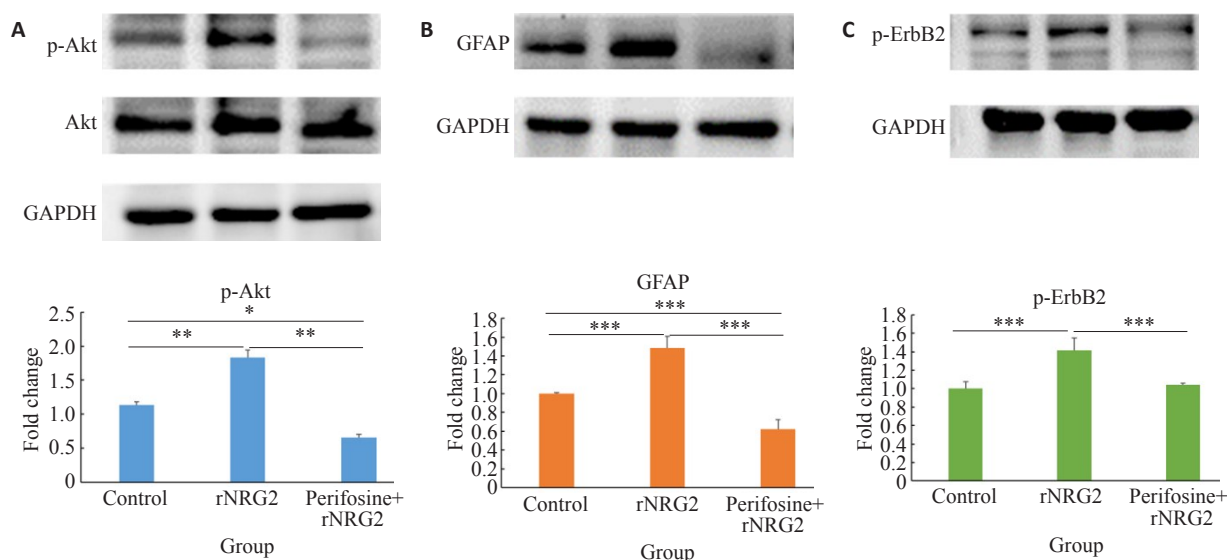 A
p-Akt
Akt
GAPDH
p-Akt
*
**
**
2.5
2.0
1.5
1.0
0.5
0
Fold change
Control
rNRG2
Perifosine+
rNRG2
Group
B
GFAP
GAPDH
GFAP
***
***
***
1.8
1.6
1.4
1.2
1.0
0.8
0.6
0.4
0.2
0
Fold change
Control
rNRG2
Perifosine+
rNRG2
Group
C
p-ErbB2
GAPDH
p-ErbB2
***
***
1.8
1.6
1.4
1.2
1.0
0.8
0.6
0.4
0.2
0
Fold change
Control
rNRG2
Perifosine+
rNRG2
Group